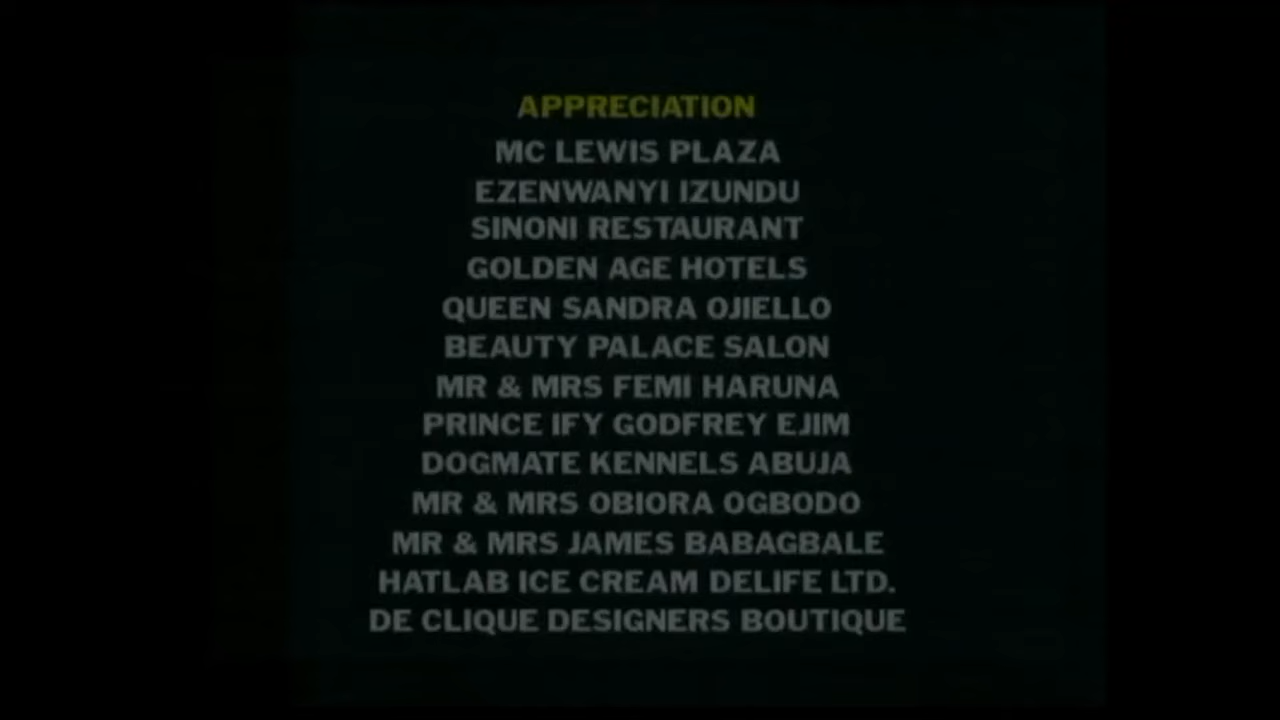 APPRECIATION
MC LEWIS PLAZA
EZENWANYI IZUNDU
SINONI RESTAURANT
GOLDEN AGE HOTELS
QUEEN SANDRA OJIELLO
BEAUTY PALACE SALON
MR & MRS FEMI HARUNA
PRINCE IFY GODFREY EJIM
DOGMATE KENNELS ABUJA
MR & MRS OBIORA OGBODO
MR & MRS JAMES BABAGBALE
HATLAB ICE CREAM DELIFE LTD.
DE CLIQUE DESIGNERS BOUTIQUE